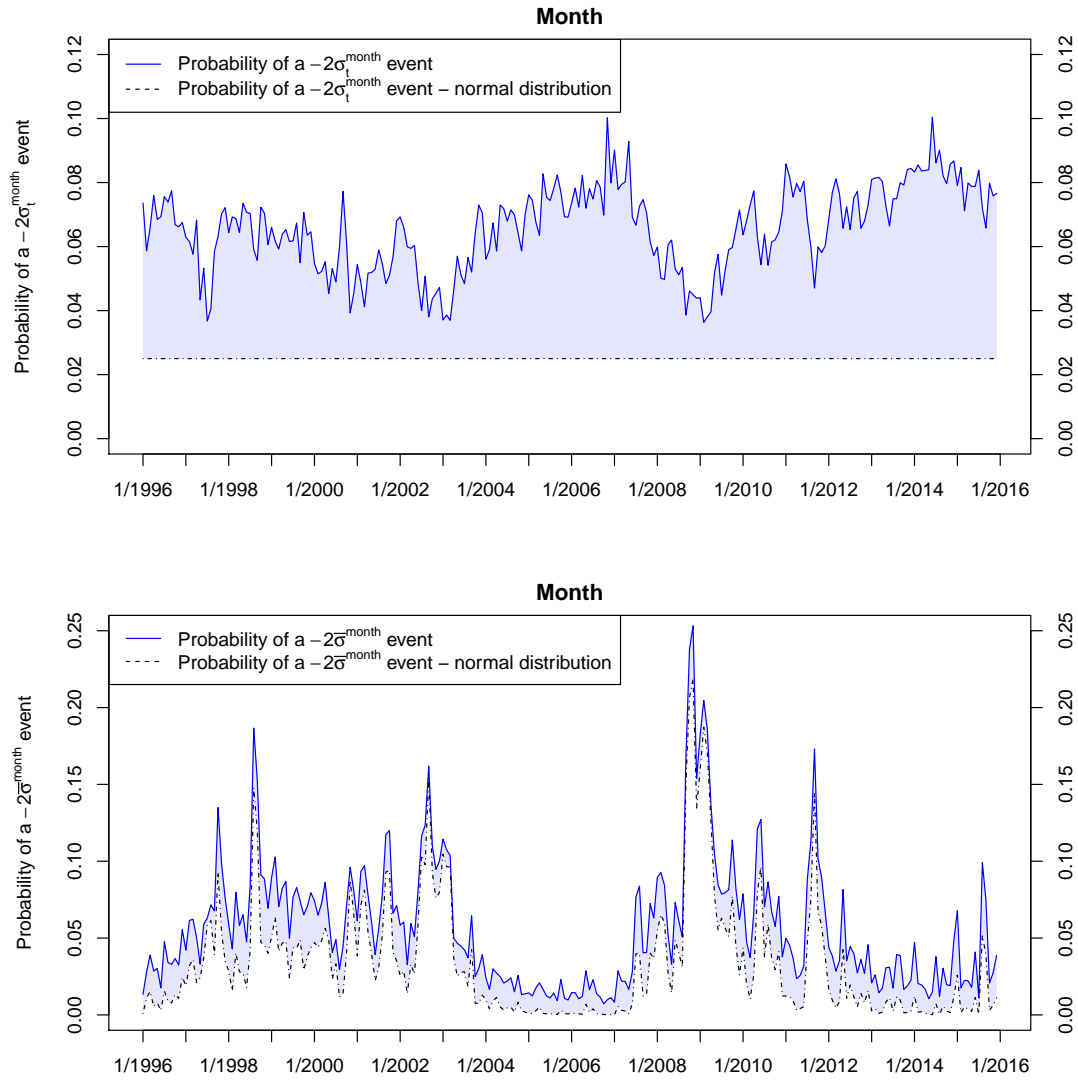 Month
Probability of a −2σ_t^month event
Probability of a −2σ_t^month event − normal distribution
Probability of a −2σ_t^month event
0.12
0.10
0.08
0.06
0.04
0.02
0.00
0.12
0.10
0.08
0.06
0.04
0.02
0.00
1/1996 1/1998 1/2000 1/2002 1/2004 1/2006 1/2008 1/2010 1/2012 1/2014 1/2016
Month
Probability of a −2σ̅^month event
Probability of a −2σ̅^month event − normal distribution
Probability of a −2σ̅^month event
0.25
0.20
0.15
0.10
0.05
0.00
0.25
0.20
0.15
0.10
0.05
0.00
1/1996 1/1998 1/2000 1/2002 1/2004 1/2006 1/2008 1/2010 1/2012 1/2014 1/2016